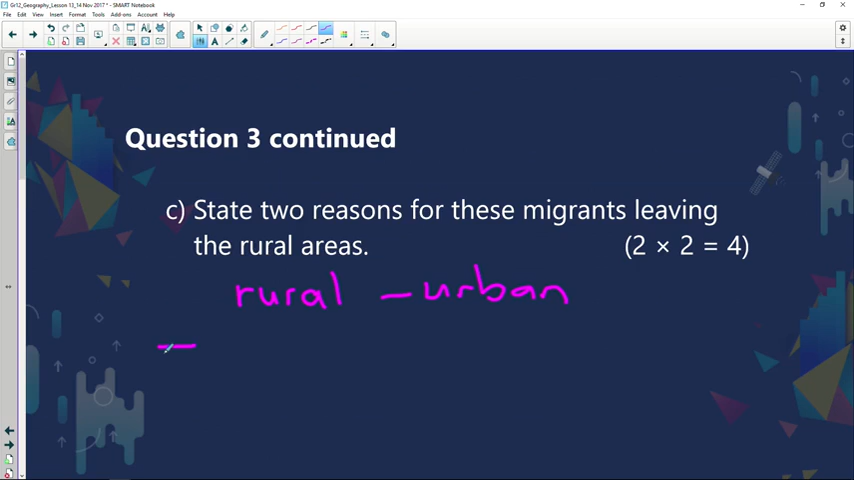 Gr12_Geography_Lesson 13_14 Nov 2017 * - SMART Notebook
File Edit View Insert Format Tools Add-ons Account Help
Question 3 continued
c) State two reasons for these migrants leaving
the rural areas. (2 × 2 = 4)
rural – urban
–